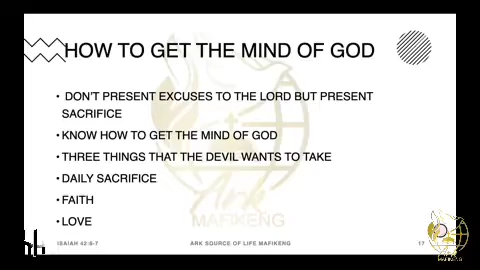 HOW TO GET THE MIND OF GOD
• DON'T PRESENT EXCUSES TO THE LORD BUT PRESENT
SACRIFICE
• KNOW HOW TO GET THE MIND OF GOD
• THREE THINGS THAT THE DEVIL WANTS TO TAKE
• DAILY SACRIFICE
• FAITH
• LOVE
Ark
MAFIKENG
ISAIAH 42:6-7
ARK SOURCE OF LIFE MAFIKENG
17